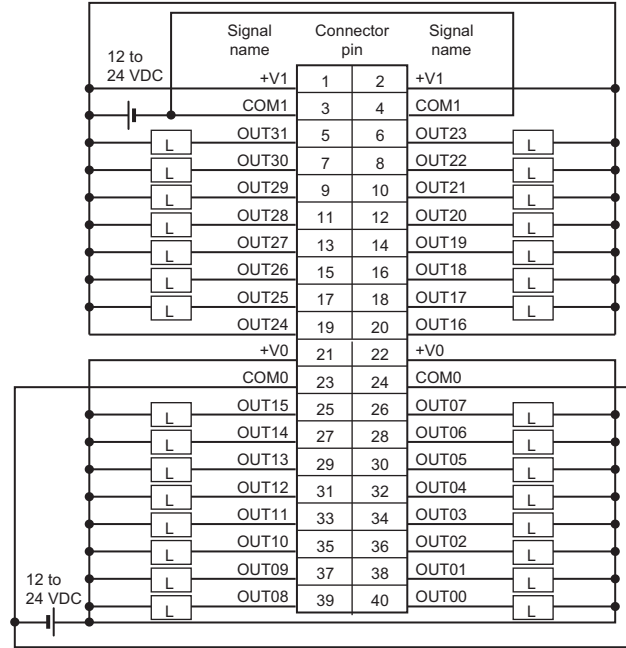 Signal name Connector pin Signal name
12 to 24 VDC
+V1 1 2 +V1
COM1 3 4 COM1
L OUT31 5 6 OUT23 L
L OUT30 7 8 OUT22 L
L OUT29 9 10 OUT21 L
L OUT28 11 12 OUT20 L
L OUT27 13 14 OUT19 L
L OUT26 15 16 OUT18 L
L OUT25 17 18 OUT17 L
OUT24 19 20 OUT16
+V0 21 22 +V0
COM0 23 24 COM0
L OUT15 25 26 OUT07 L
L OUT14 27 28 OUT06 L
L OUT13 29 30 OUT05 L
L OUT12 31 32 OUT04 L
L OUT11 33 34 OUT03 L
L OUT10 35 36 OUT02 L
L OUT09 37 38 OUT01 L
12 to 24 VDC
L OUT08 39 40 OUT00 L